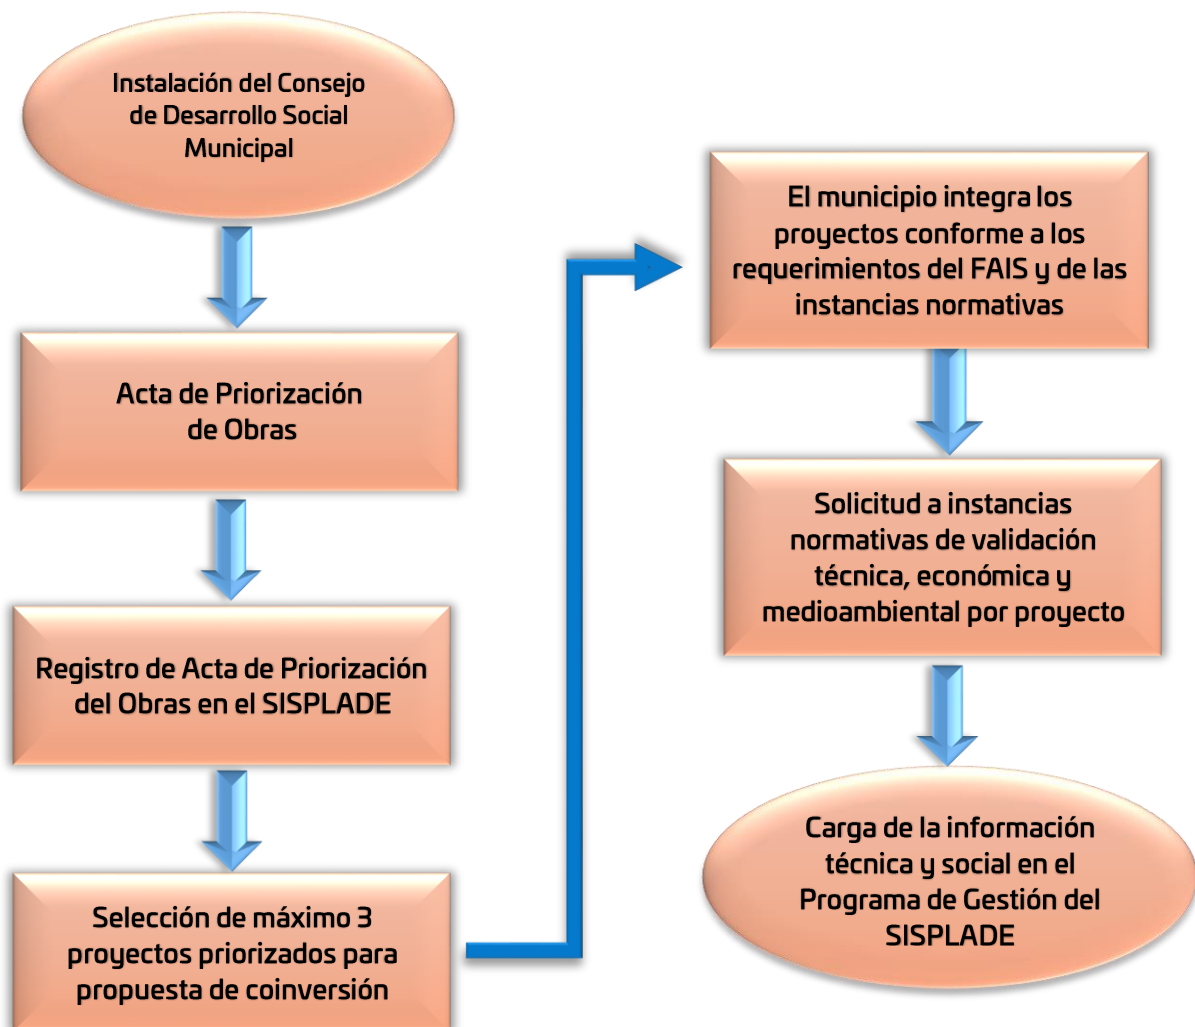 Instalación del Consejo
de Desarrollo Social
Municipal
Acta de Priorización
de Obras
Registro de Acta de Priorización
del Obras en el SISPLADE
Selección de máximo 3
proyectos priorizados para
propuesta de coinversión
El municipio integra los
proyectos conforme a los
requerimientos del FAIS y de las
instancias normativas
Solicitud a instancias
normativas de validación
técnica, económica y
medioambiental por proyecto
Carga de la información
técnica y social en el
Programa de Gestión del
SISPLADE